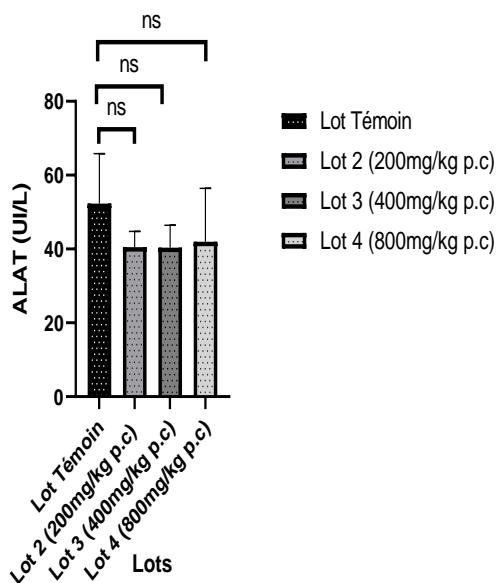 ns
ns
ns
80
60
40
20
0
ALAT (UI/L)
Lot Témoin
Lot 2 (200mg/kg p.c)
Lot 3 (400mg/kg p.c)
Lot 4 (800mg/kg p.c)
Lots
Lot Témoin
Lot 2 (200mg/kg p.c)
Lot 3 (400mg/kg p.c)
Lot 4 (800mg/kg p.c)